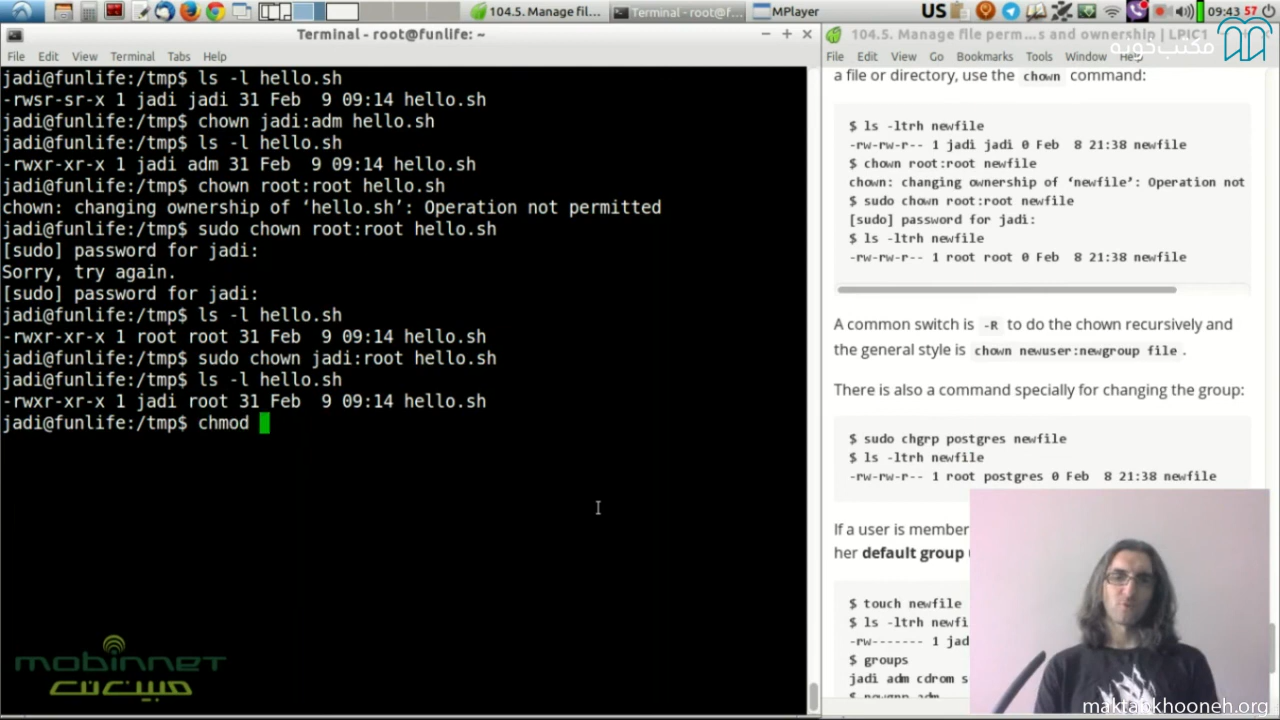 104.5. Manage fil...
Terminal - root@f...
MPlayer
US
09:43 57
Terminal - root@funlife: ~
File Edit View Terminal Tabs Help
jadi@funlife:/tmp$ ls -l hello.sh
-rwsr-sr-x 1 jadi jadi 31 Feb  9 09:14 hello.sh
jadi@funlife:/tmp$ chown jadi:adm hello.sh
jadi@funlife:/tmp$ ls -l hello.sh
-rwxr-xr-x 1 jadi adm 31 Feb  9 09:14 hello.sh
jadi@funlife:/tmp$ chown root:root hello.sh
chown: changing ownership of ‘hello.sh’: Operation not permitted
jadi@funlife:/tmp$ sudo chown root:root hello.sh
[sudo] password for jadi:
Sorry, try again.
[sudo] password for jadi:
jadi@funlife:/tmp$ ls -l hello.sh
-rwxr-xr-x 1 root root 31 Feb  9 09:14 hello.sh
jadi@funlife:/tmp$ sudo chown jadi:root hello.sh
jadi@funlife:/tmp$ ls -l hello.sh
-rwxr-xr-x 1 jadi root 31 Feb  9 09:14 hello.sh
jadi@funlife:/tmp$ chmod
mobinnet
مبین نت
104.5. Manage file perm...s and ownership | LPIC1
مکتب خونه
File Edit View Go Bookmarks Tools Window Help
a file or directory, use the chown command:
$ ls -ltrh newfile
-rw-rw-r-- 1 jadi jadi 0 Feb  8 21:38 newfile
$ chown root:root newfile
chown: changing ownership of ‘newfile’: Operation not
$ sudo chown root:root newfile
[sudo] password for jadi:
$ ls -ltrh newfile
-rw-rw-r-- 1 root root 0 Feb  8 21:38 newfile
A common switch is -R to do the chown recursively and
the general style is chown newuser:newgroup file.
There is also a command specially for changing the group:
$ sudo chgrp postgres newfile
$ ls -ltrh newfile
-rw-rw-r-- 1 root postgres 0 Feb  8 21:38 newfile
If a user is member
her default group
$ touch newfile
$ ls -ltrh newfi
-rw------- 1 jad
$ groups
jadi adm cdrom s
$ newgrp adm
maktabkhooneh.org